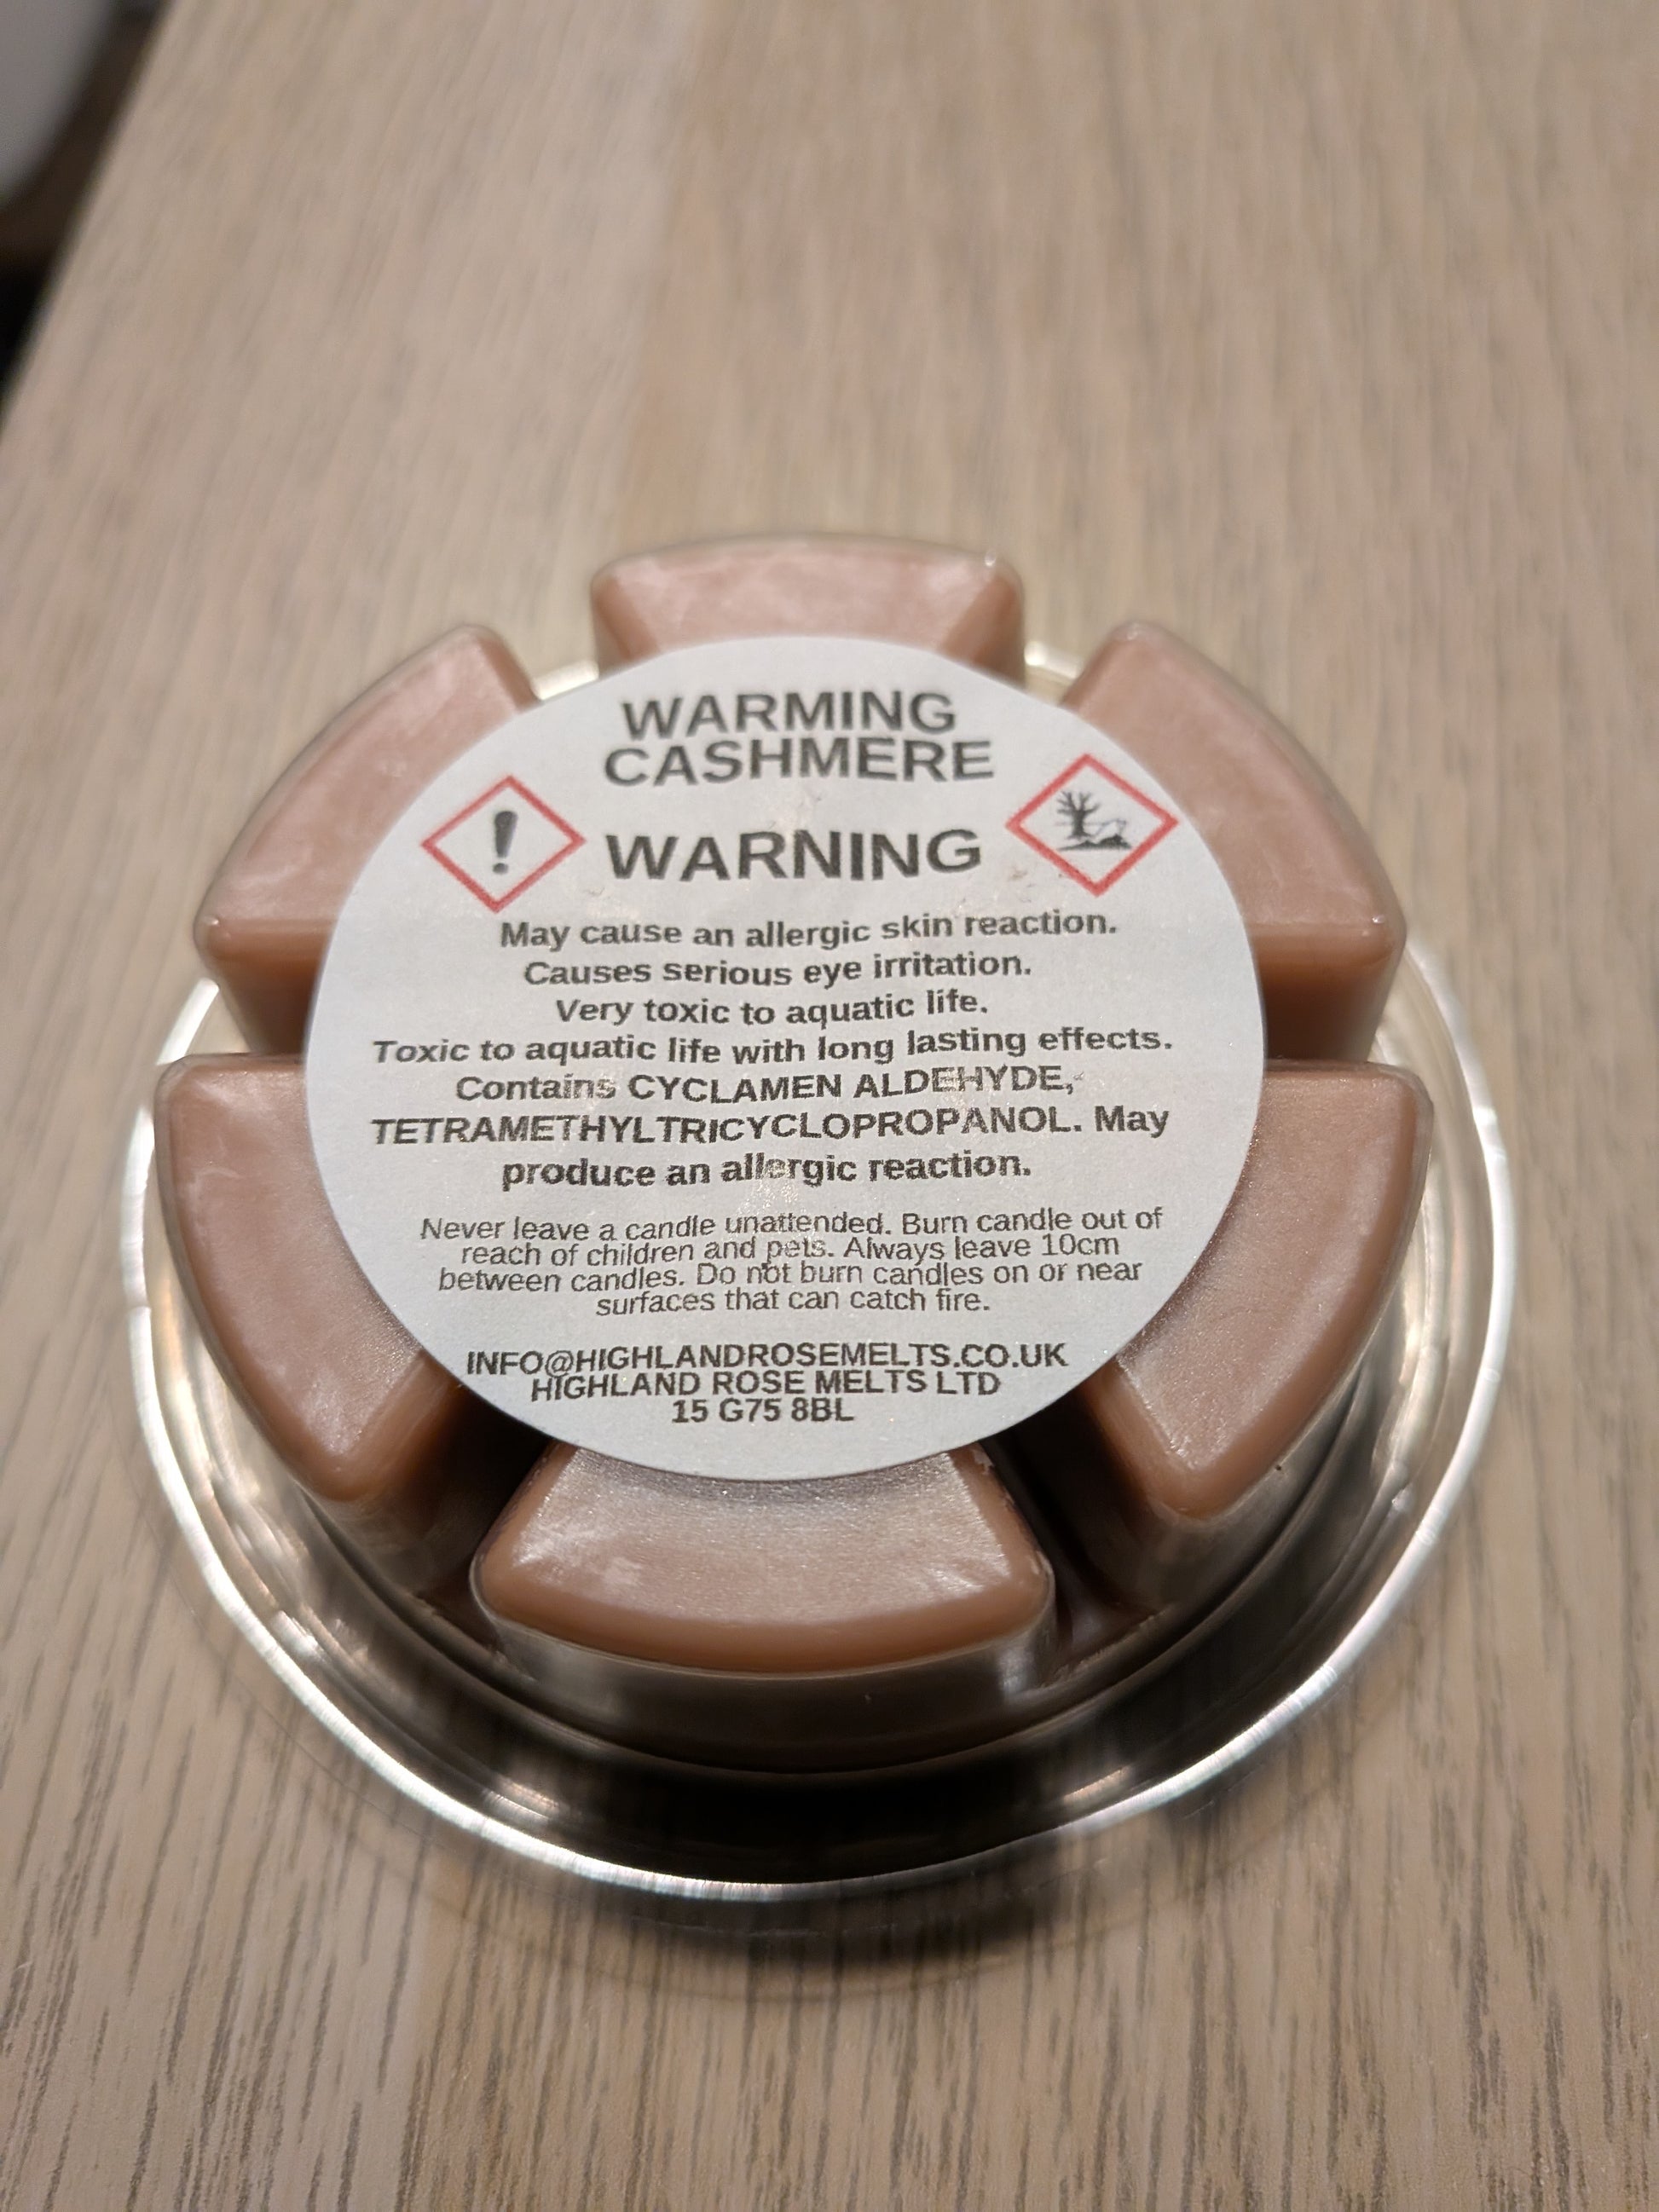 WARMING
CASHMERE
WARNING
May cause an allergic skin reaction.
Causes serious eye irritation.
Very toxic to aquatic life.
Toxic to aquatic life with long lasting effects.
Contains CYCLAMEN ALDEHYDE,
TETRAMETHYLTRICYCLOPROPANOL. May
produce an allergic reaction.
Never leave a candle unattended. Burn candle out of
reach of children and pets. Always leave 10cm
between candles. Do not burn candles on or near
surfaces that can catch fire.
INFO@HIGHLANDROSEMELTS.CO.UK
HIGHLAND ROSE MELTS LTD
15 G75 8BL